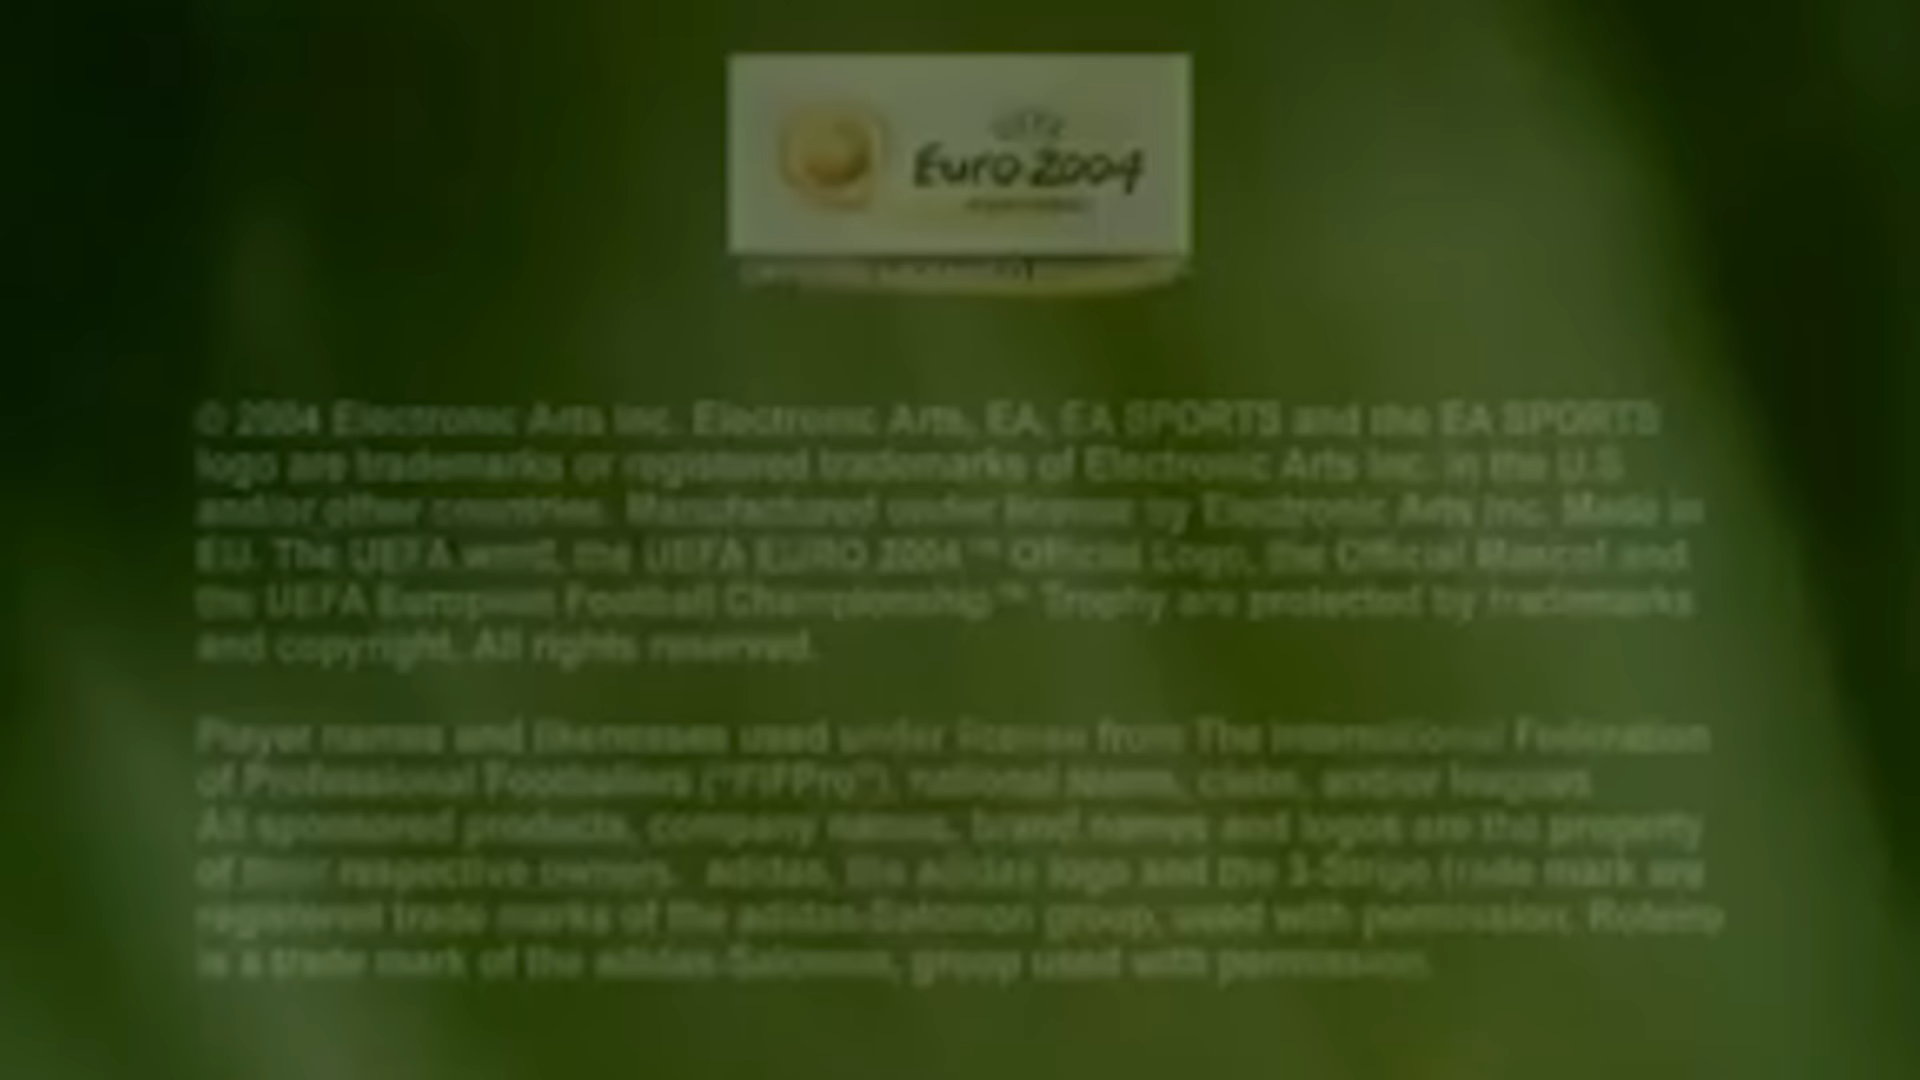 UEFA
Euro 2004
© 2004 Electronic Arts Inc. Electronic Arts, EA, EA SPORTS and the EA SPORTS
logo are trademarks or registered trademarks of Electronic Arts Inc. in the U.S
and/or other countries. Manufactured under license by Electronic Arts Inc. Made in
EU. The UEFA word, the UEFA EURO 2004™ Official Logo, the Official Mascot and
the UEFA European Football Championship™ Trophy are protected by trademarks
and copyright. All rights reserved.
Player names and likenesses used under license from The International Federation
of Professional Footballers ("FIFPro"), national teams, clubs, and/or leagues
All sponsored products, company names, brand names and logos are the property
of their respective owners. adidas, the adidas logo and the 3-Stripe trade mark are
registered trade marks of the adidas-Salomon group, used with permission. Roteiro
is a trade mark of the adidas-Salomon, group used with permission.